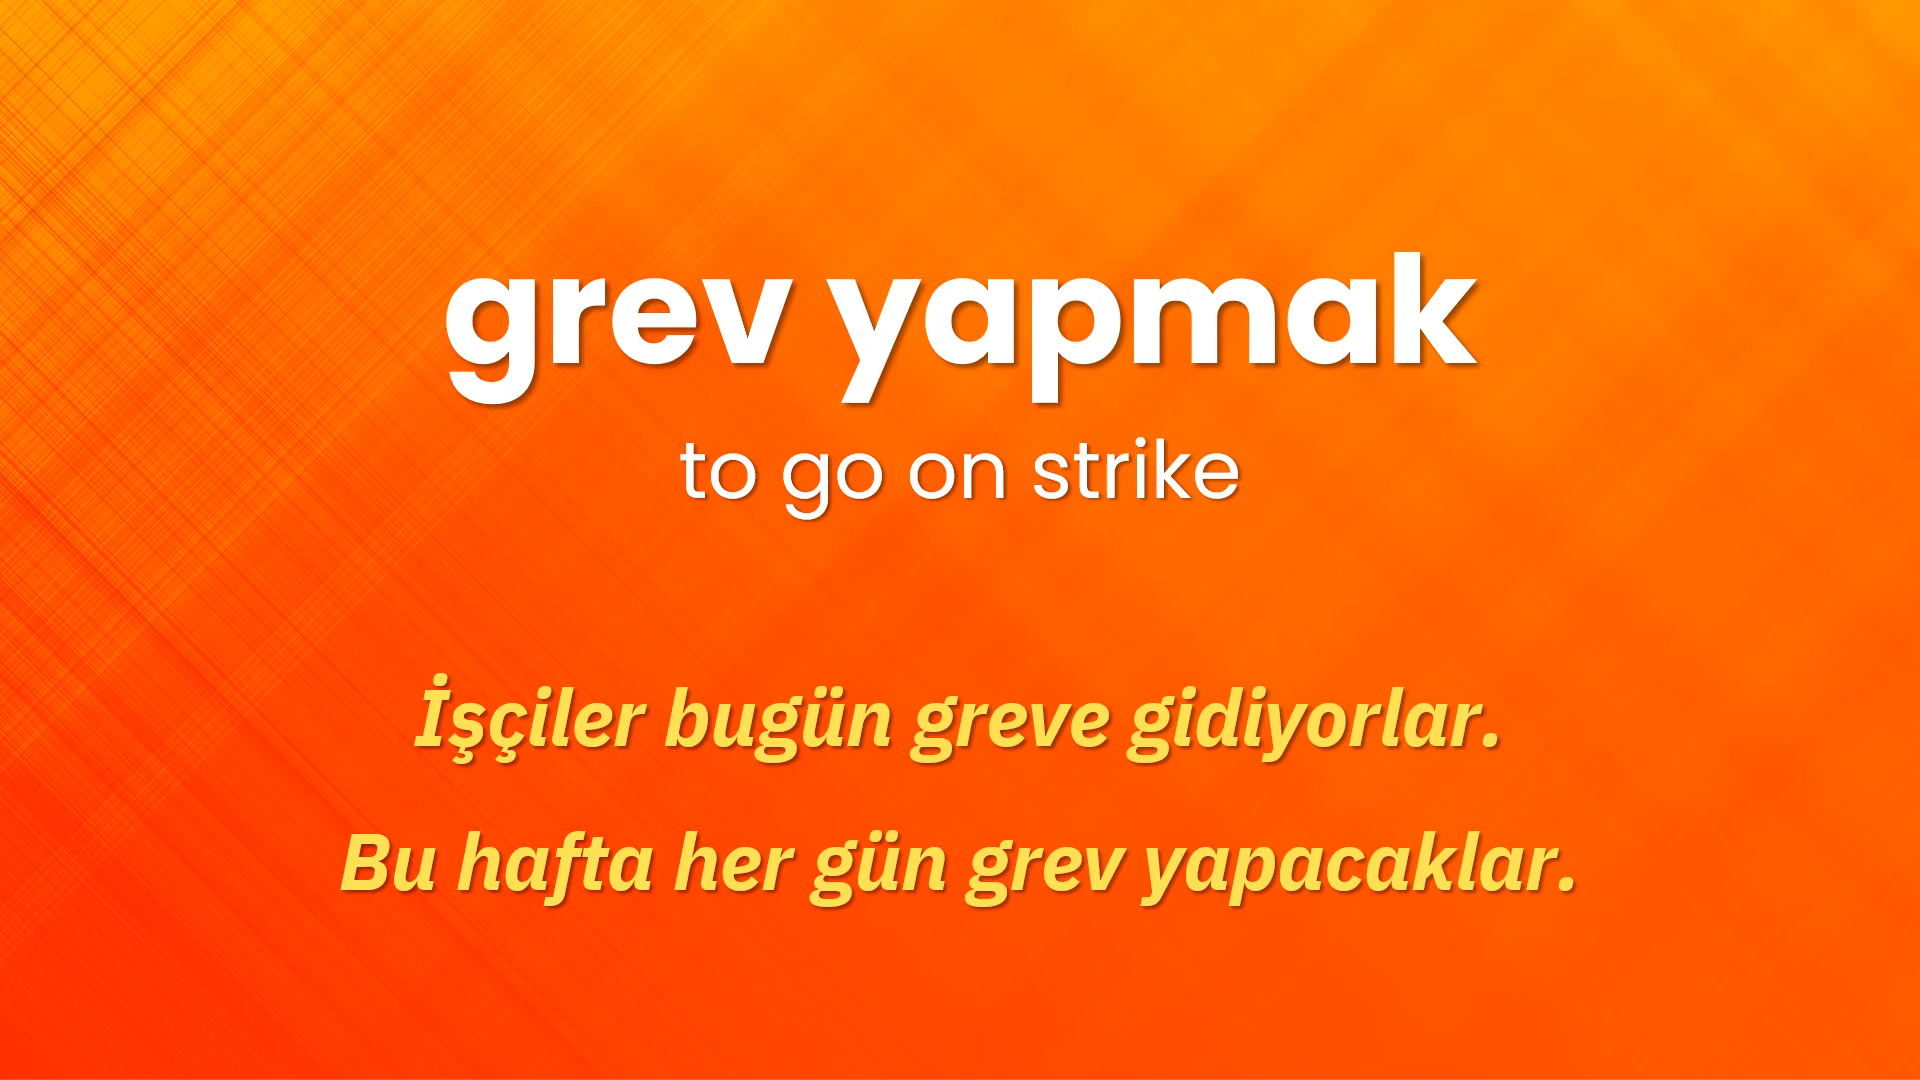 grev yapmak
to go on strike
İşçiler bugün greve gidiyorlar.
Bu hafta her gün grev yapacaklar.